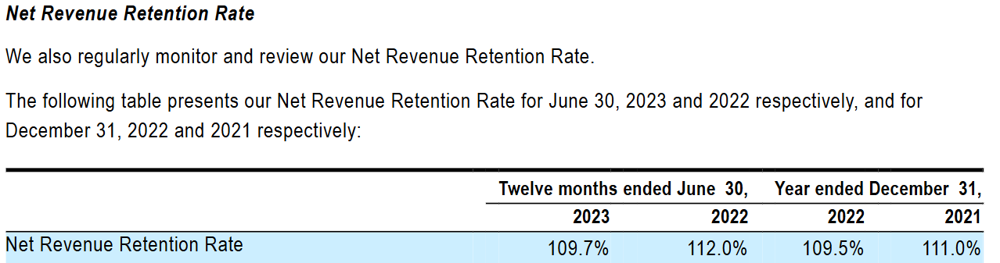 Net Revenue Retention Rate
We also regularly monitor and review our Net Revenue Retention Rate.
The following table presents our Net Revenue Retention Rate for June 30, 2023 and 2022 respectively, and for
December 31, 2022 and 2021 respectively:
Twelve months ended June 30, Year ended December 31,
2023 2022 2022 2021
Net Revenue Retention Rate 109.7% 112.0% 109.5% 111.0%